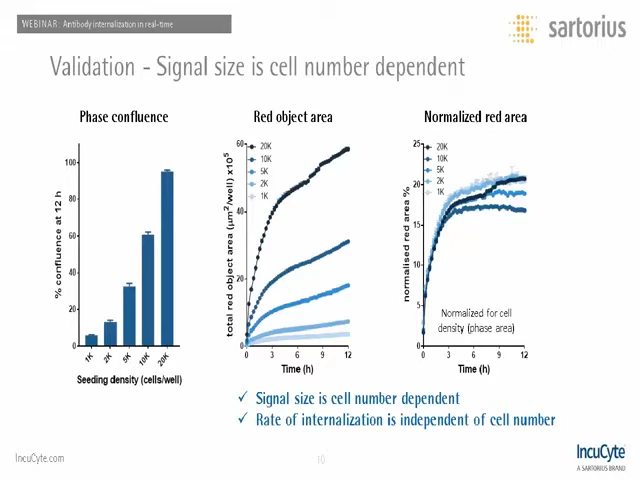 WEBINAR: Antibody internalization in real-time
sartorius
Validation - Signal size is cell number dependent
Phase confluence
Red object area
Normalized red area
% confluence at 12 h
100
80
60
40
20
0
1K
2K
5K
10K
20K
Seeding density (cells/well)
total red object area (µm²/well) x10⁵
60
40
20
0
20K
10K
5K
2K
1K
0
3
6
9
12
Time (h)
normalised red area %
25
20
15
10
5
0
20K
10K
5K
2K
1K
Normalized for cell
density (phase area)
0
3
6
9
12
Time (h)
✓ Signal size is cell number dependent
✓ Rate of internalization is independent of cell number
IncuCyte.com
10
IncuCyte
A SARTORIUS BRAND